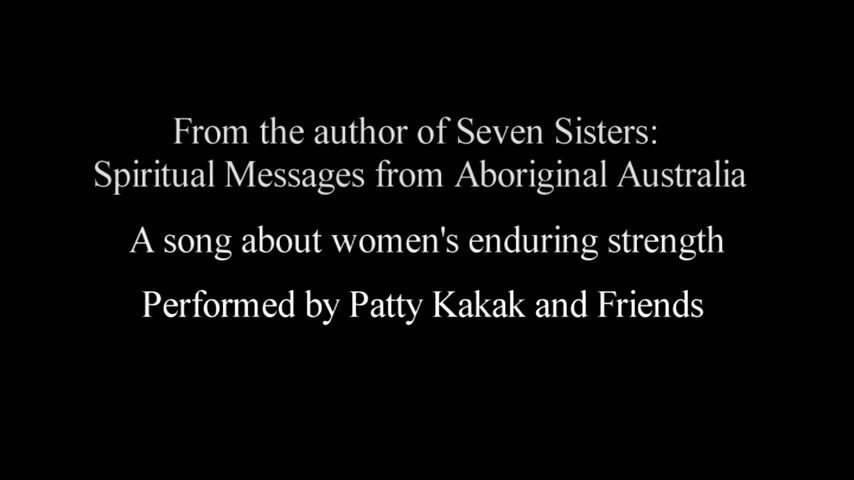 From the author of Seven Sisters:
Spiritual Messages from Aboriginal Australia
A song about women's enduring strength
Performed by Patty Kakak and Friends